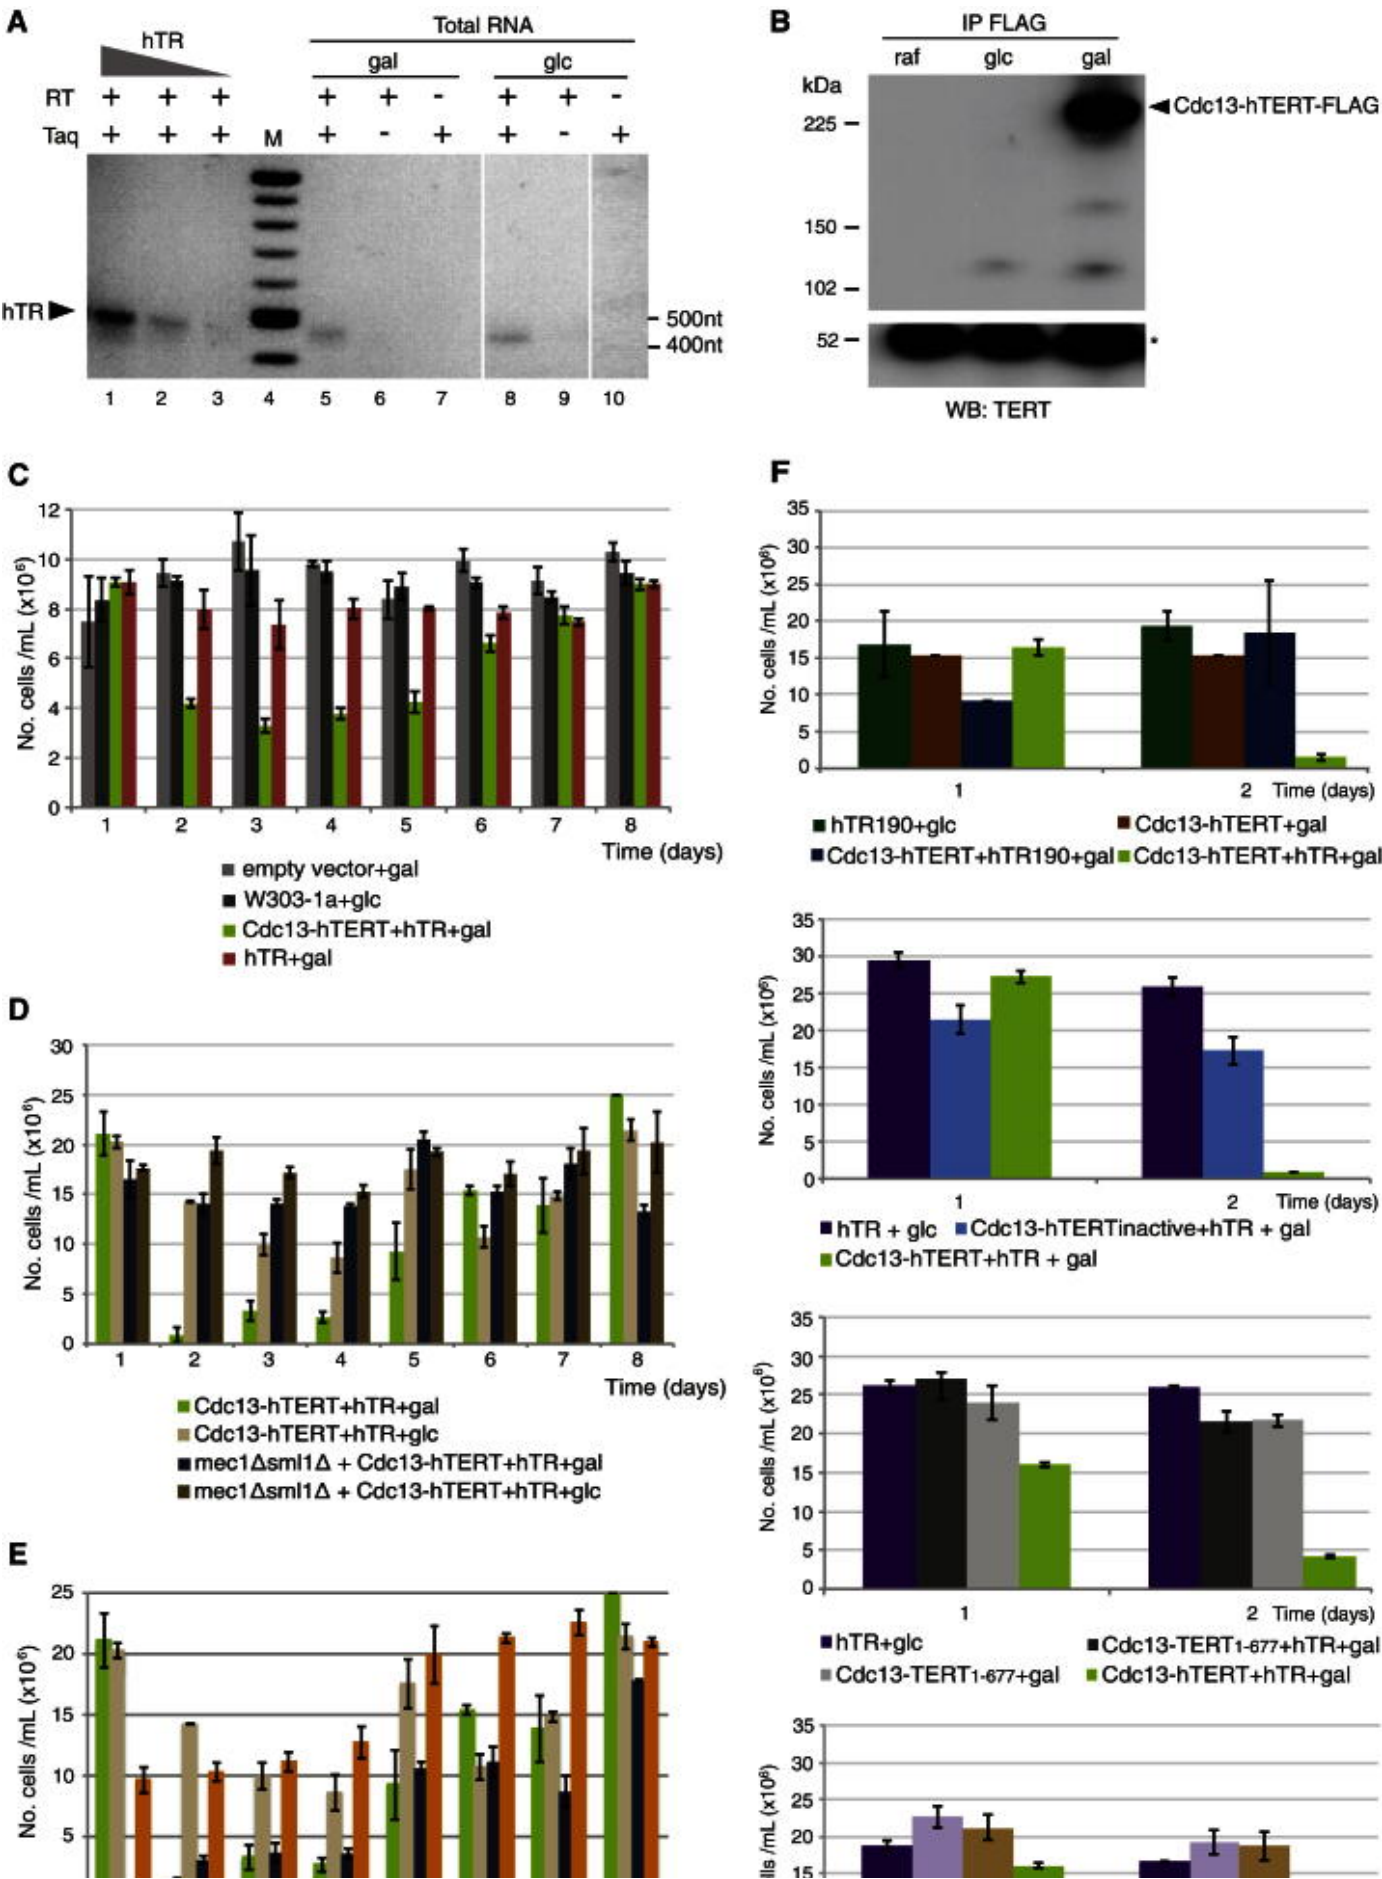 A
hTR
Total RNA
gal
glc
RT + + + + + - + + -
Taq + + + M + - + + - +
hTR
500nt
400nt
1 2 3 4 5 6 7 8 9 10
B
IP FLAG
raf glc gal
kDa
Cdc13-hTERT-FLAG
225
150
102
52
*
WB: TERT
C
No. cells /mL (x10⁶)
12
10
8
6
4
2
0
1 2 3 4 5 6 7 8
Time (days)
empty vector+gal
W303-1a+glc
Cdc13-hTERT+hTR+gal
hTR+gal
D
No. cells /mL (x10⁶)
30
25
20
15
10
5
0
1 2 3 4 5 6 7 8
Time (days)
Cdc13-hTERT+hTR+gal
Cdc13-hTERT+hTR+glc
mec1Δsml1Δ + Cdc13-hTERT+hTR+gal
mec1Δsml1Δ + Cdc13-hTERT+hTR+glc
E
No. cells /mL (x10⁶)
25
20
15
10
5
F
No. cells /mL (x10⁶)
35
30
25
20
15
10
5
0
1 2 Time (days)
hTR190+glc Cdc13-hTERT+gal
Cdc13-hTERT+hTR190+gal Cdc13-hTERT+hTR+gal
No. cells /mL (x10⁶)
35
30
25
20
15
10
5
0
1 2 Time (days)
hTR + glc Cdc13-hTERTinactive+hTR + gal
Cdc13-hTERT+hTR + gal
No. cells /mL (x10⁶)
35
30
25
20
15
10
5
0
1 2 Time (days)
hTR+glc Cdc13-TERT1-677+hTR+gal
Cdc13-TERT1-677+gal Cdc13-hTERT+hTR+gal
lls /mL (x10⁶)
35
30
25
20
15